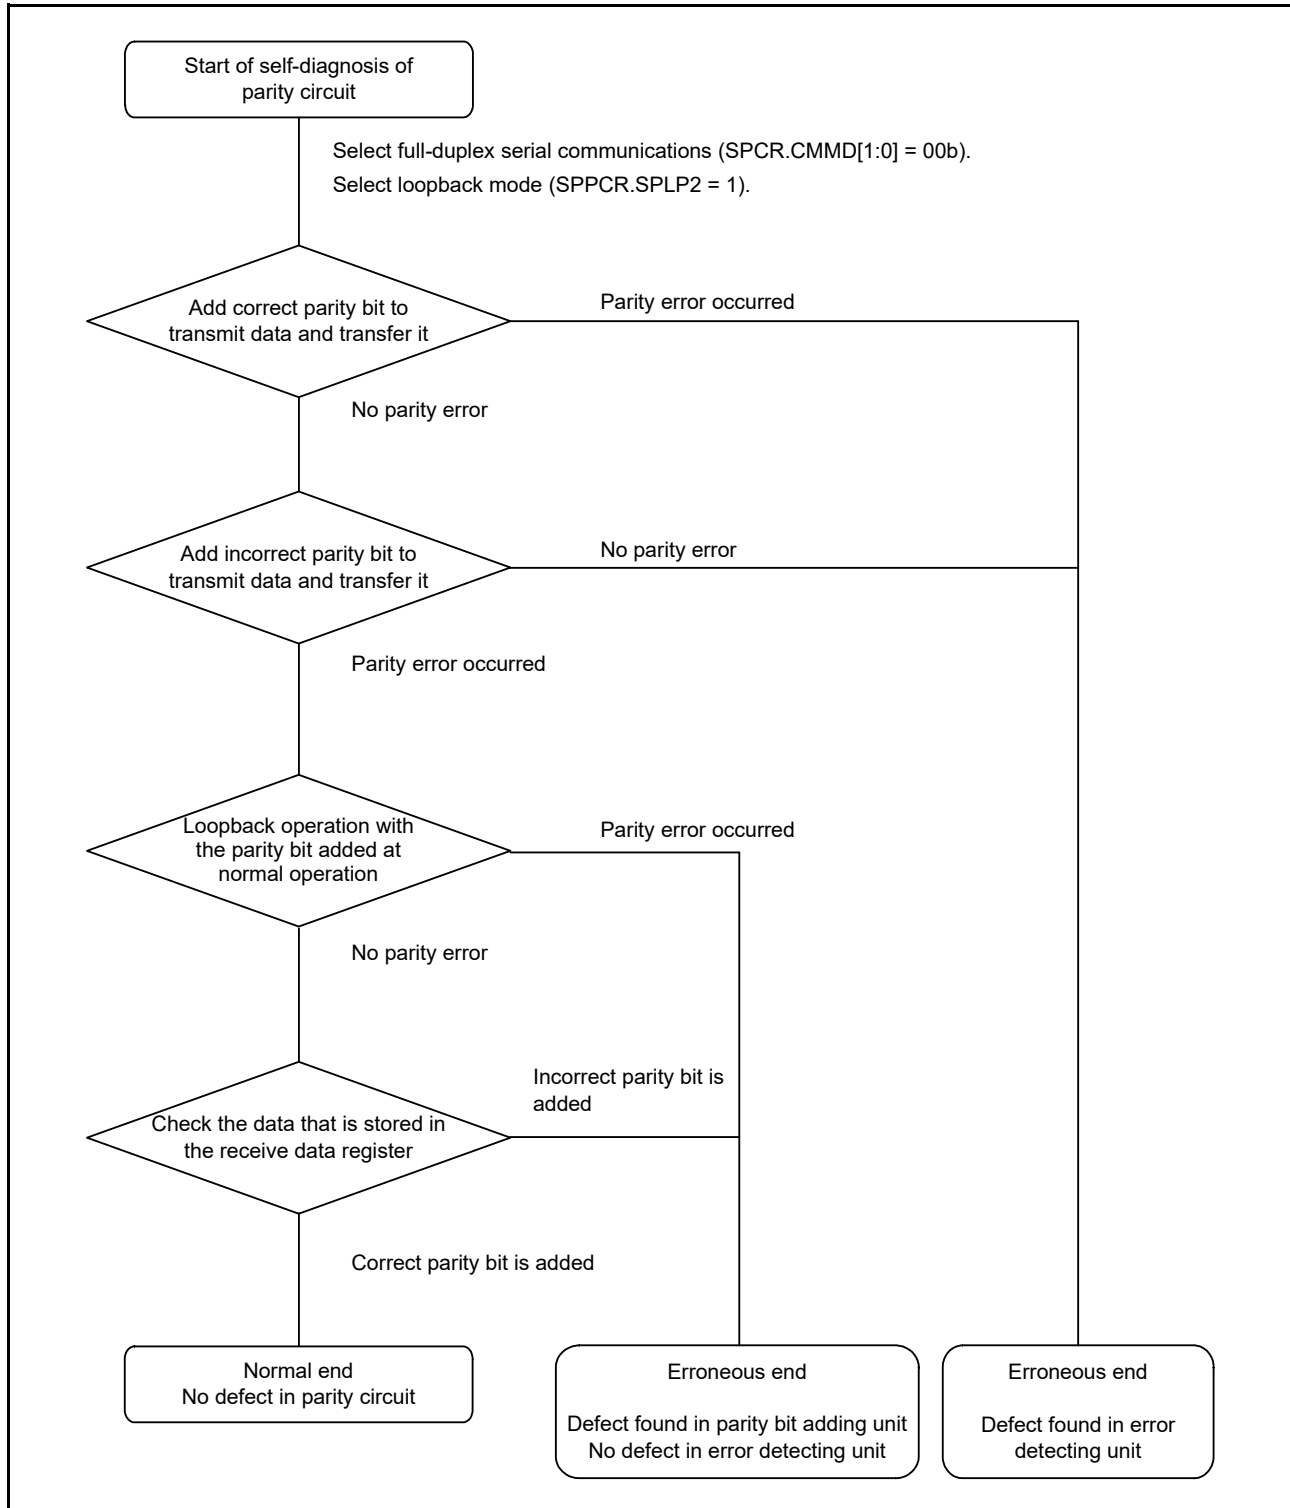 Start of self-diagnosis of
parity circuit
Select full-duplex serial communications (SPCR.CMMD[1:0] = 00b).
Select loopback mode (SPPCR.SPLP2 = 1).
Add correct parity bit to
transmit data and transfer it
Parity error occurred
No parity error
Add incorrect parity bit to
transmit data and transfer it
No parity error
Parity error occurred
Loopback operation with
the parity bit added at
normal operation
Parity error occurred
No parity error
Check the data that is stored in
the receive data register
Incorrect parity bit is
added
Correct parity bit is added
Normal end
No defect in parity circuit
Erroneous end
Defect found in parity bit adding unit
No defect in error detecting unit
Erroneous end
Defect found in error
detecting unit